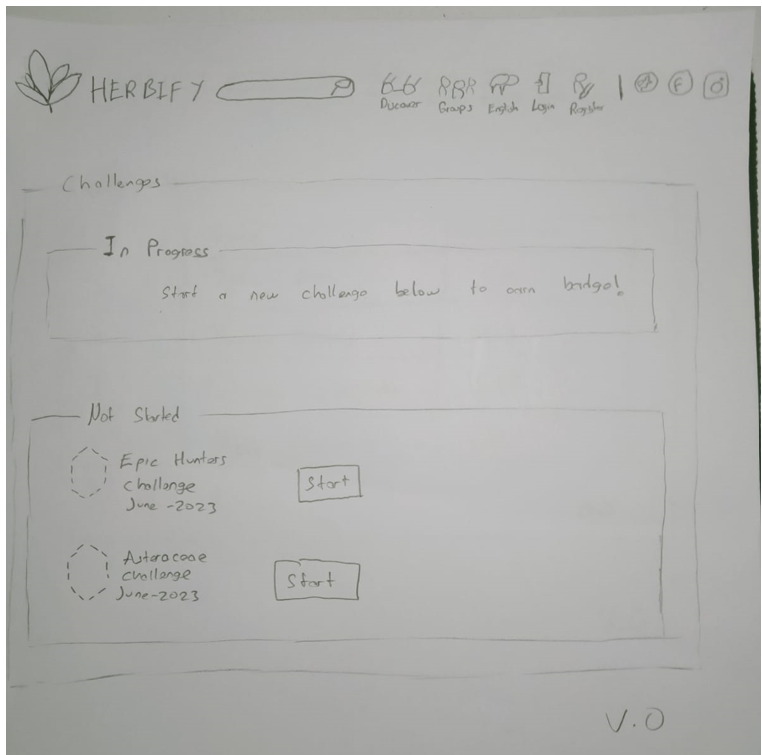 HERBIFY
Discover Groups English Login Register
F
Challenges
In Progress
Start a new challenge below to earn badge!
Not Started
Epic Hunters
challenge
June-2023
Start
Asteraceae
challenge
June-2023
Start
V.0